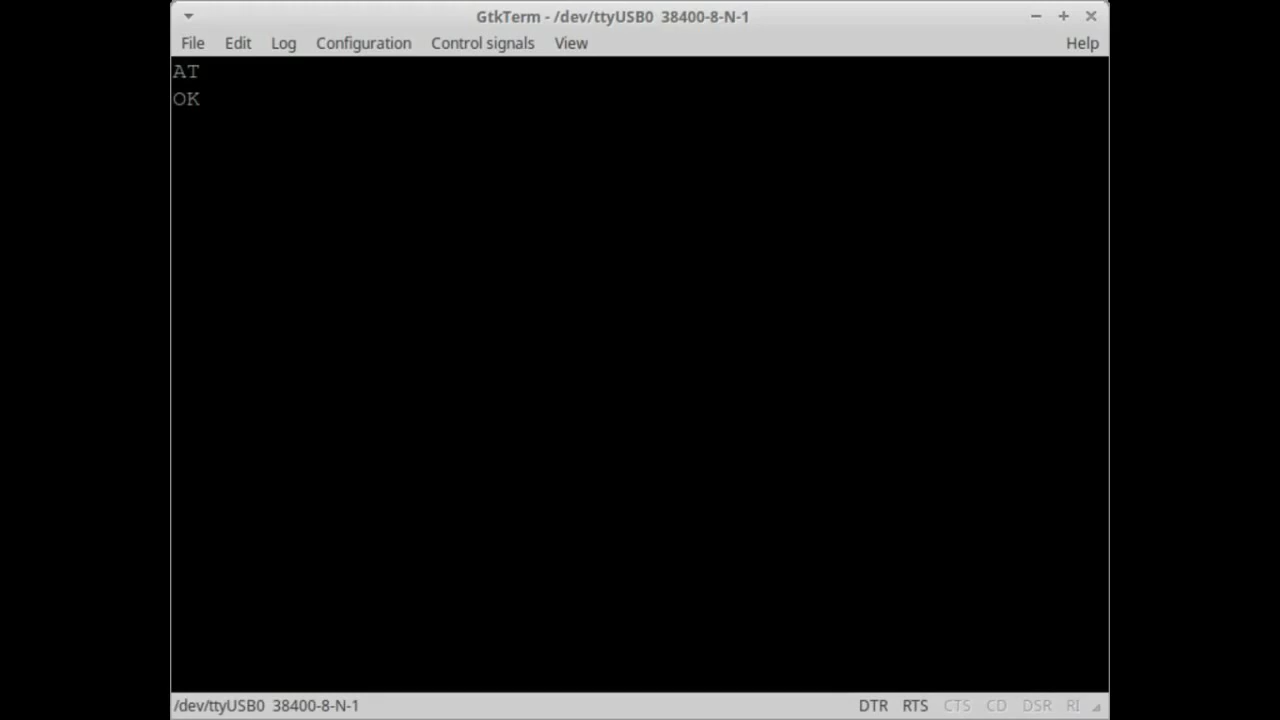 GtkTerm - /dev/ttyUSB0 38400-8-N-1
File Edit Log Configuration Control signals View Help
AT
OK
/dev/ttyUSB0 38400-8-N-1 DTR RTS CTS CD DSR RI